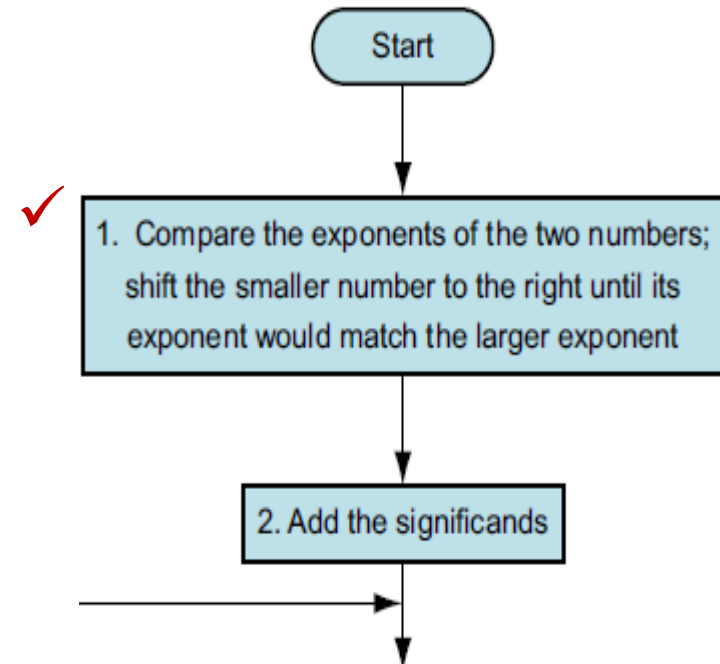 Start
1. Compare the exponents of the two numbers;
shift the smaller number to the right until its
exponent would match the larger exponent
2. Add the significands